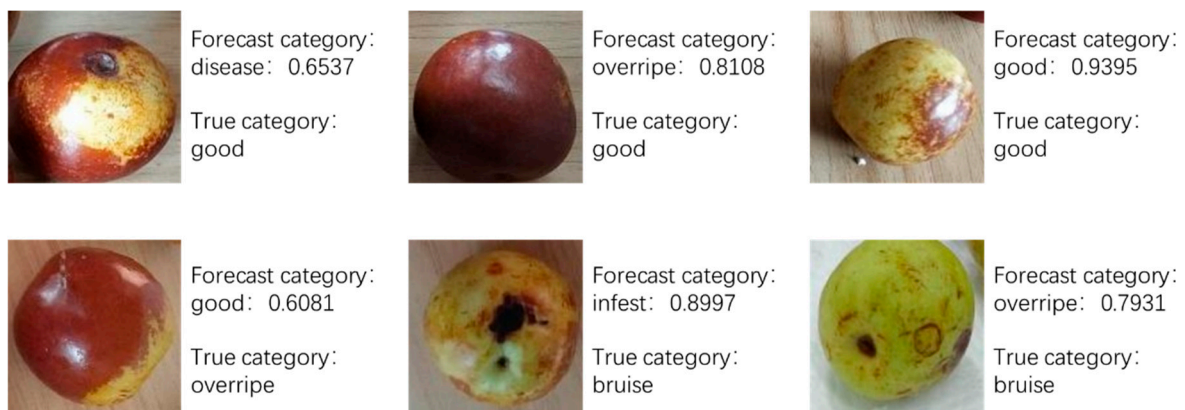 Forecast category:
disease: 0.6537
True category:
good
Forecast category:
overripe: 0.8108
True category:
good
Forecast category:
good: 0.9395
True category:
good
Forecast category:
good: 0.6081
True category:
overripe
Forecast category:
infest: 0.8997
True category:
bruise
Forecast category:
overripe: 0.7931
True category:
bruise